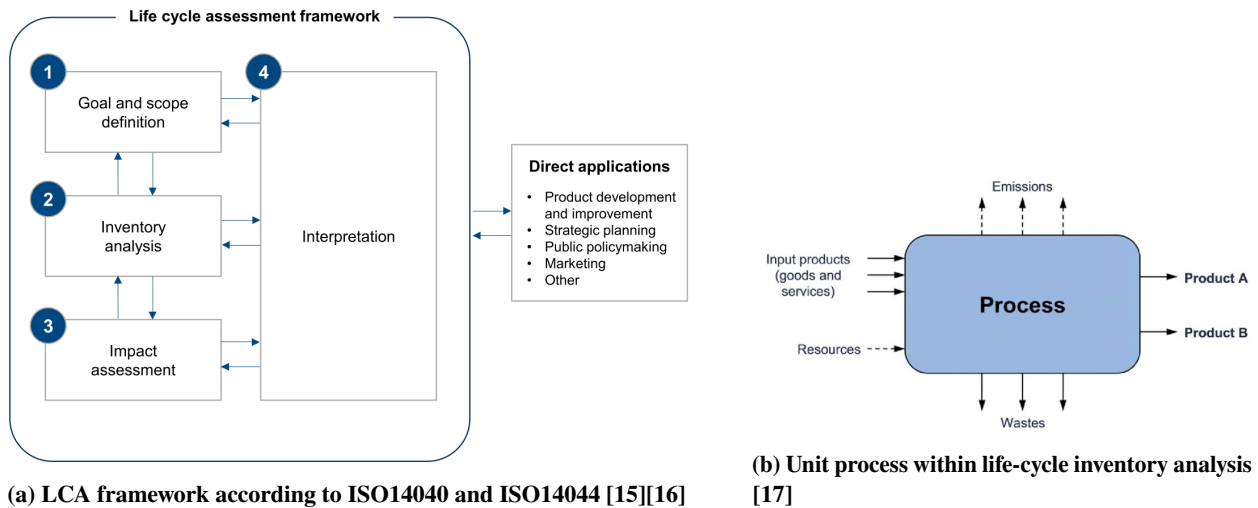 Life cycle assessment framework
1
Goal and scope
definition
2
Inventory
analysis
3
Impact
assessment
4
Interpretation
Direct applications
• Product development
and improvement
• Strategic planning
• Public policymaking
• Marketing
• Other
(a) LCA framework according to ISO14040 and ISO14044 [15][16]
Emissions
Input products
(goods and
services)
Resources
Process
Product A
Product B
Wastes
(b) Unit process within life-cycle inventory analysis
[17]